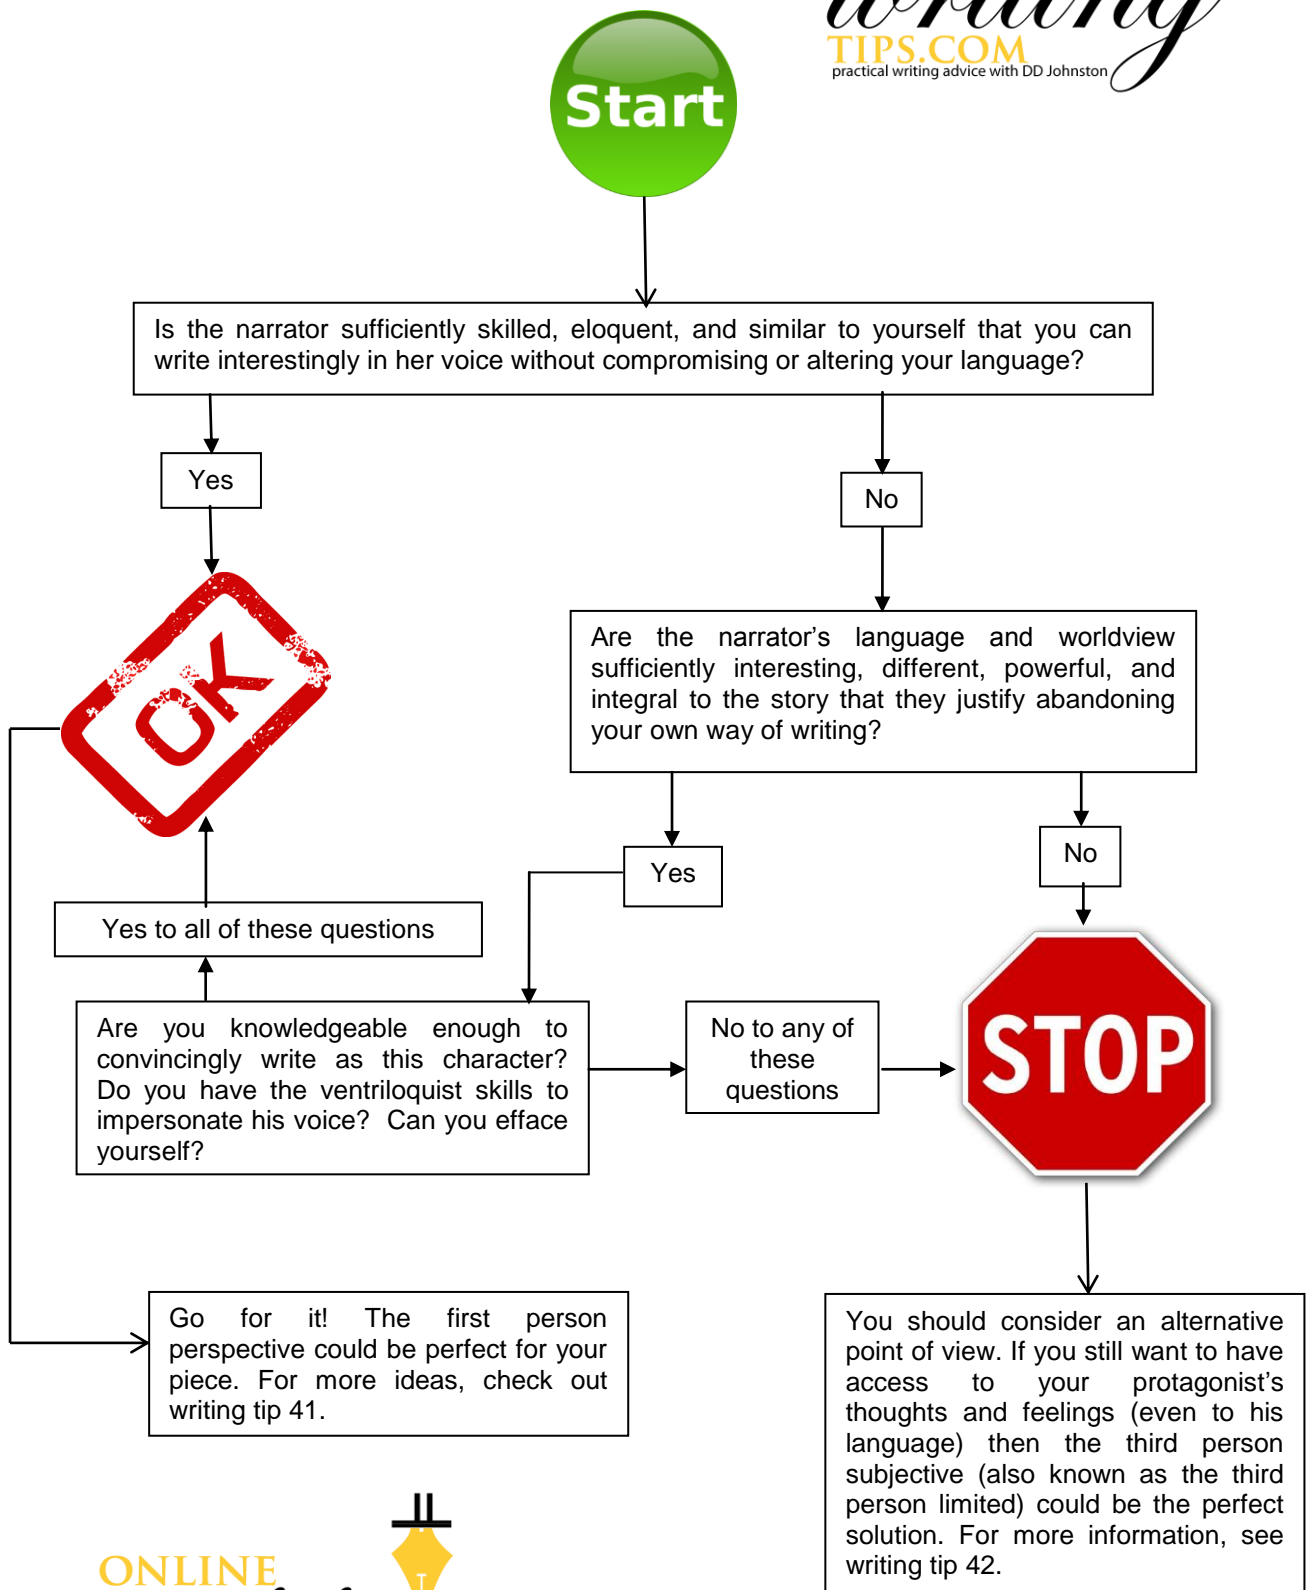 writing
TIPS.COM
practical writing advice with DD Johnston
Start
Is the narrator sufficiently skilled, eloquent, and similar to yourself that you can
write interestingly in her voice without compromising or altering your language?
Yes
No
OK
Are the narrator’s language and worldview
sufficiently interesting, different, powerful, and
integral to the story that they justify abandoning
your own way of writing?
Yes
No
Yes to all of these questions
Are you knowledgeable enough to
convincingly write as this character?
Do you have the ventriloquist skills to
impersonate his voice? Can you efface
yourself?
No to any of
these
questions
STOP
Go for it! The first person
perspective could be perfect for your
piece. For more ideas, check out
writing tip 41.
You should consider an alternative
point of view. If you still want to have
access to your protagonist’s
thoughts and feelings (even to his
language) then the third person
subjective (also known as the third
person limited) could be the perfect
solution. For more information, see
writing tip 42.
ONLINE